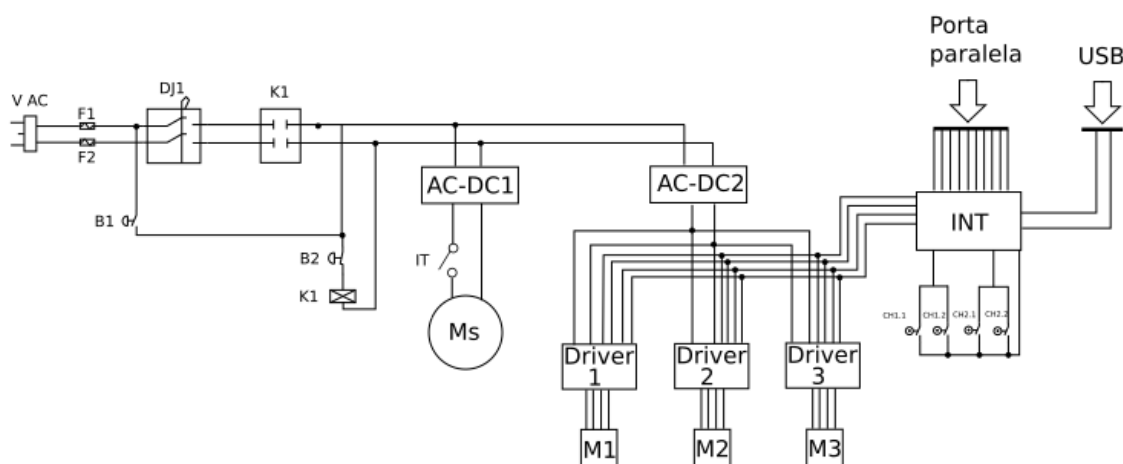 Porta
paralela
USB
V AC
F1
F2
DJ1
K1
AC-DC1
AC-DC2
INT
B1
B2
K1
IT
Ms
CH1.1
CH1.2
CH2.1
CH2.2
Driver
1
Driver
2
Driver
3
M1
M2
M3